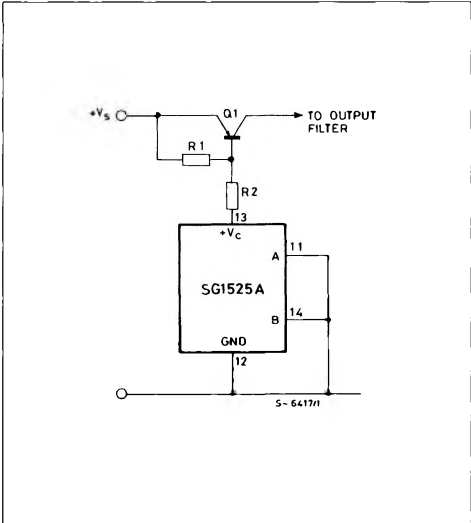 +Vs
Q1
TO OUTPUT
FILTER
R1
R2
13
+Vc
A
11
SG1525A
B
14
GND
12
S-6417/1